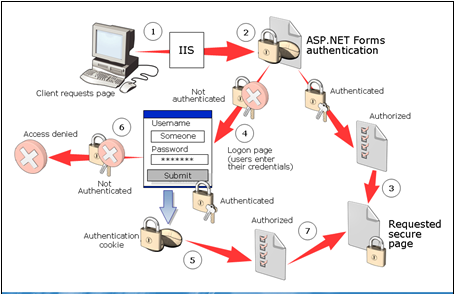 1
IIS
2
ASP.NET Forms
authentication
Client requests page
Not
authenticated
Authenticated
Username
Someone
Password
*******
Submit
4
Logon page
(users enter
their credentials)
Authorized
6
Access denied
Not
Authenticated
3
Authenticated
Authorized
7
Requested
secure
page
Authentication
cookie
5